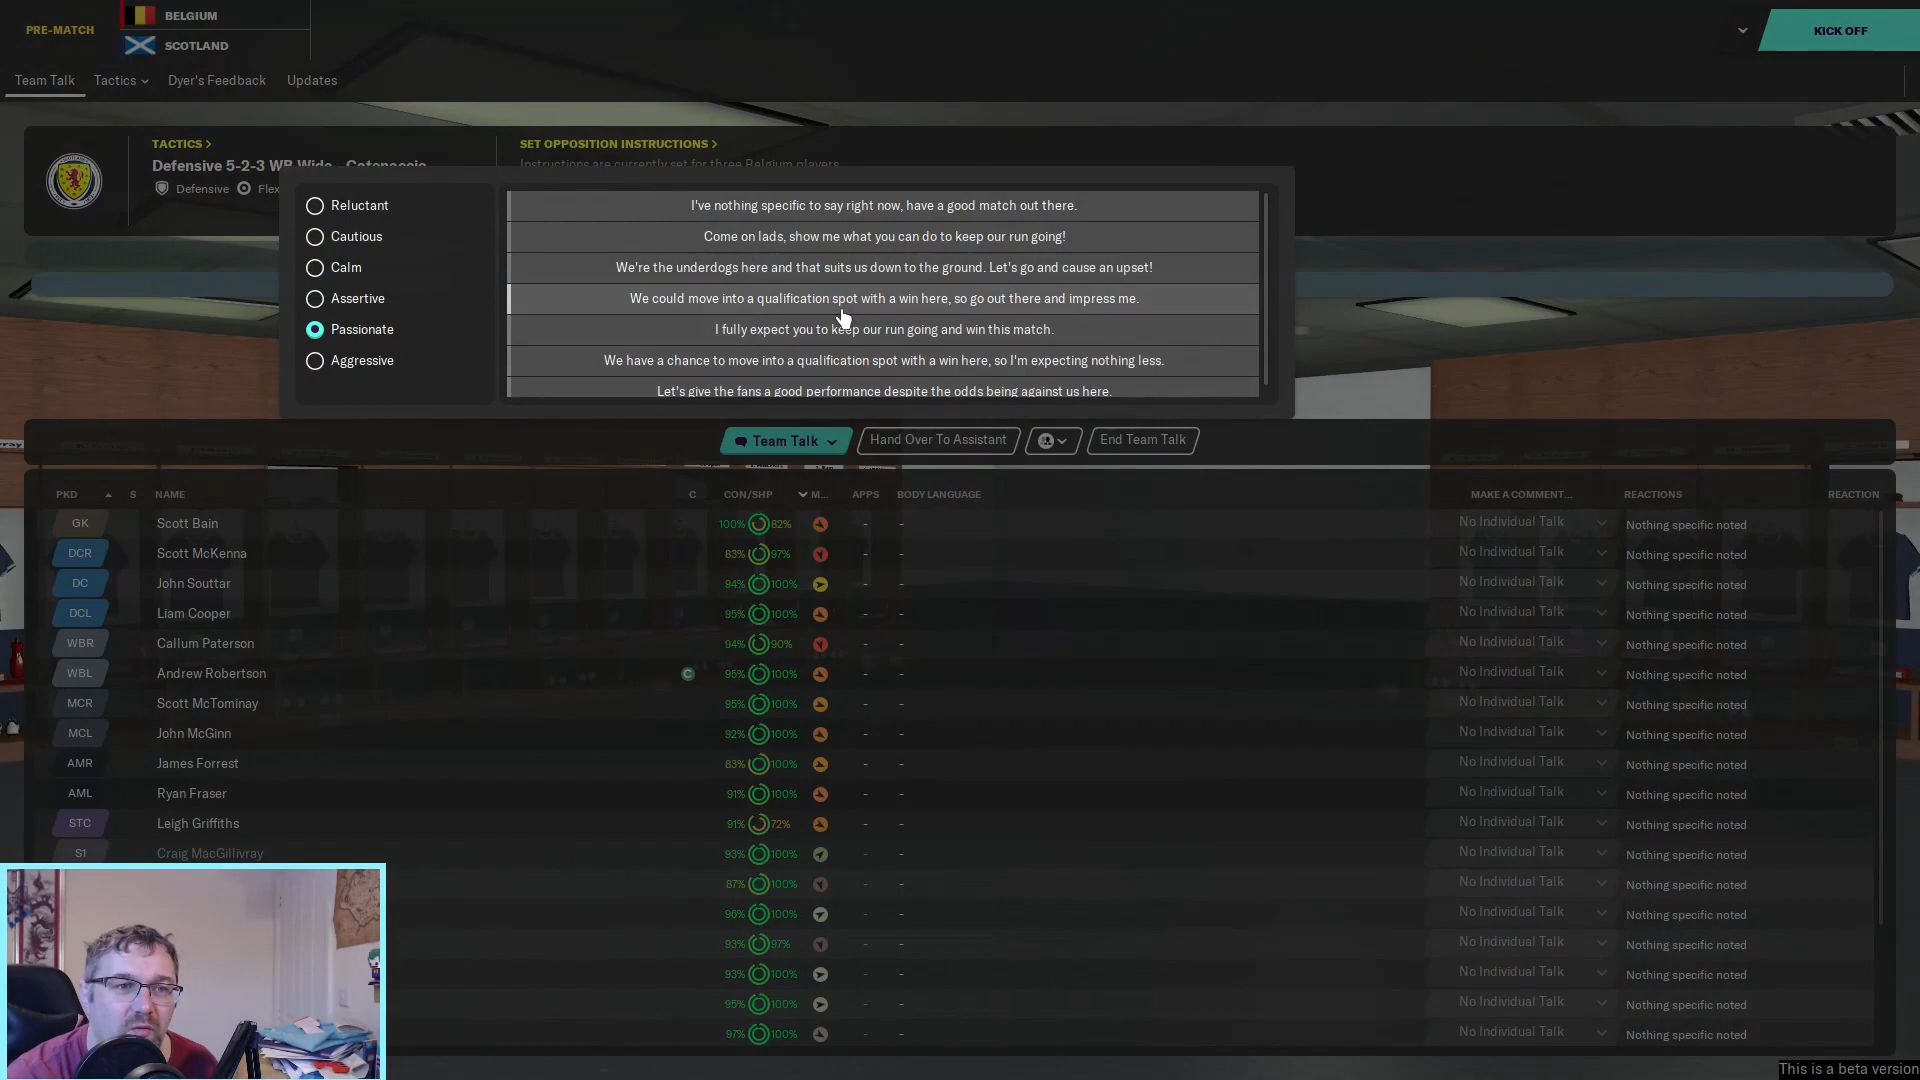 PRE-MATCH
BELGIUM
SCOTLAND
KICK OFF
Team Talk
Tactics
Dyer's Feedback
Updates
TACTICS >
Defensive 5-2-3 WB Wide - Catenaccio
Defensive
SET OPPOSITION INSTRUCTIONS >
Instructions are currently set for three Belgium players
Reluctant
Cautious
Calm
Assertive
Passionate
Aggressive
I've nothing specific to say right now, have a good match out there.
Come on lads, show me what you can do to keep our run going!
We're the underdogs here and that suits us down to the ground. Let's go and cause an upset!
We could move into a qualification spot with a win here, so go out there and impress me.
I fully expect you to keep our run going and win this match.
We have a chance to move into a qualification spot with a win here, so I'm expecting nothing less.
Let's give the fans a good performance despite the odds being against us here.
Team Talk
Hand Over To Assistant
End Team Talk
PKD S NAME C CON/SHP M... APPS BODY LANGUAGE MAKE A COMMENT... REACTIONS REACTION
GK Scott Bain 100% 82% - - No Individual Talk Nothing specific noted
DCR Scott McKenna 83% 97% - - No Individual Talk Nothing specific noted
DC John Souttar 94% 100% - - No Individual Talk Nothing specific noted
DCL Liam Cooper 95% 100% - - No Individual Talk Nothing specific noted
WBR Callum Paterson 94% 90% - - No Individual Talk Nothing specific noted
WBL Andrew Robertson C 95% 100% - - No Individual Talk Nothing specific noted
MCR Scott McTominay 95% 100% - - No Individual Talk Nothing specific noted
MCL John McGinn 92% 100% - - No Individual Talk Nothing specific noted
AMR James Forrest 83% 100% - - No Individual Talk Nothing specific noted
AML Ryan Fraser 91% 100% - - No Individual Talk Nothing specific noted
STC Leigh Griffiths 91% 72% - - No Individual Talk Nothing specific noted
S1 Craig MacGillivray 93% 100% - - No Individual Talk Nothing specific noted
87% 100% - - No Individual Talk Nothing specific noted
96% 100% - - No Individual Talk Nothing specific noted
93% 97% - - No Individual Talk Nothing specific noted
93% 100% - - No Individual Talk Nothing specific noted
95% 100% - - No Individual Talk Nothing specific noted
97% 100% - - No Individual Talk Nothing specific noted
This is a beta version